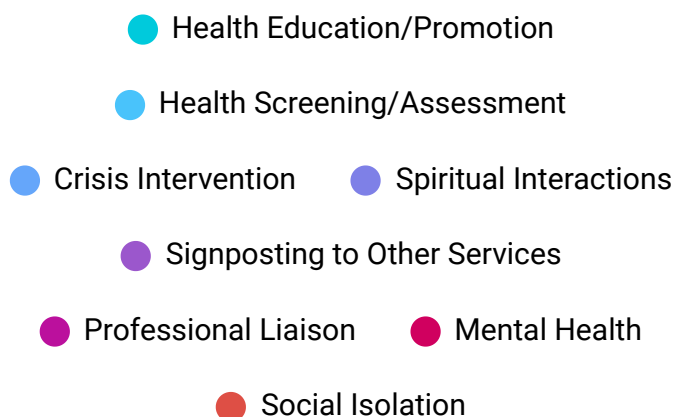 Health Education/Promotion
Health Screening/Assessment
Crisis Intervention Spiritual Interactions
Signposting to Other Services
Professional Liaison Mental Health
Social Isolation